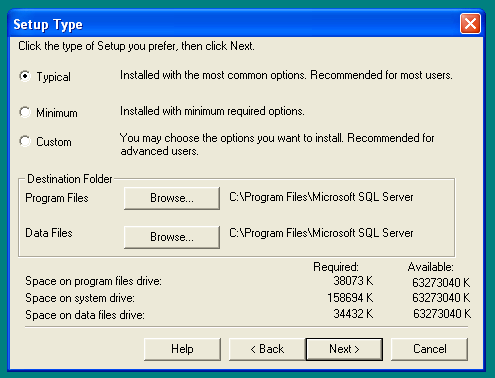 Setup Type
Click the type of Setup you prefer, then click Next.
Typical Installed with the most common options. Recommended for most users.
Minimum Installed with minimum required options.
Custom You may choose the options you want to install. Recommended for
advanced users.
Destination Folder
Program Files Browse... C:\Program Files\Microsoft SQL Server
Data Files Browse... C:\Program Files\Microsoft SQL Server
Required: Available:
Space on program files drive: 38073 K 63273040 K
Space on system drive: 158694 K 63273040 K
Space on data files drive: 34432 K 63273040 K
Help < Back Next > Cancel